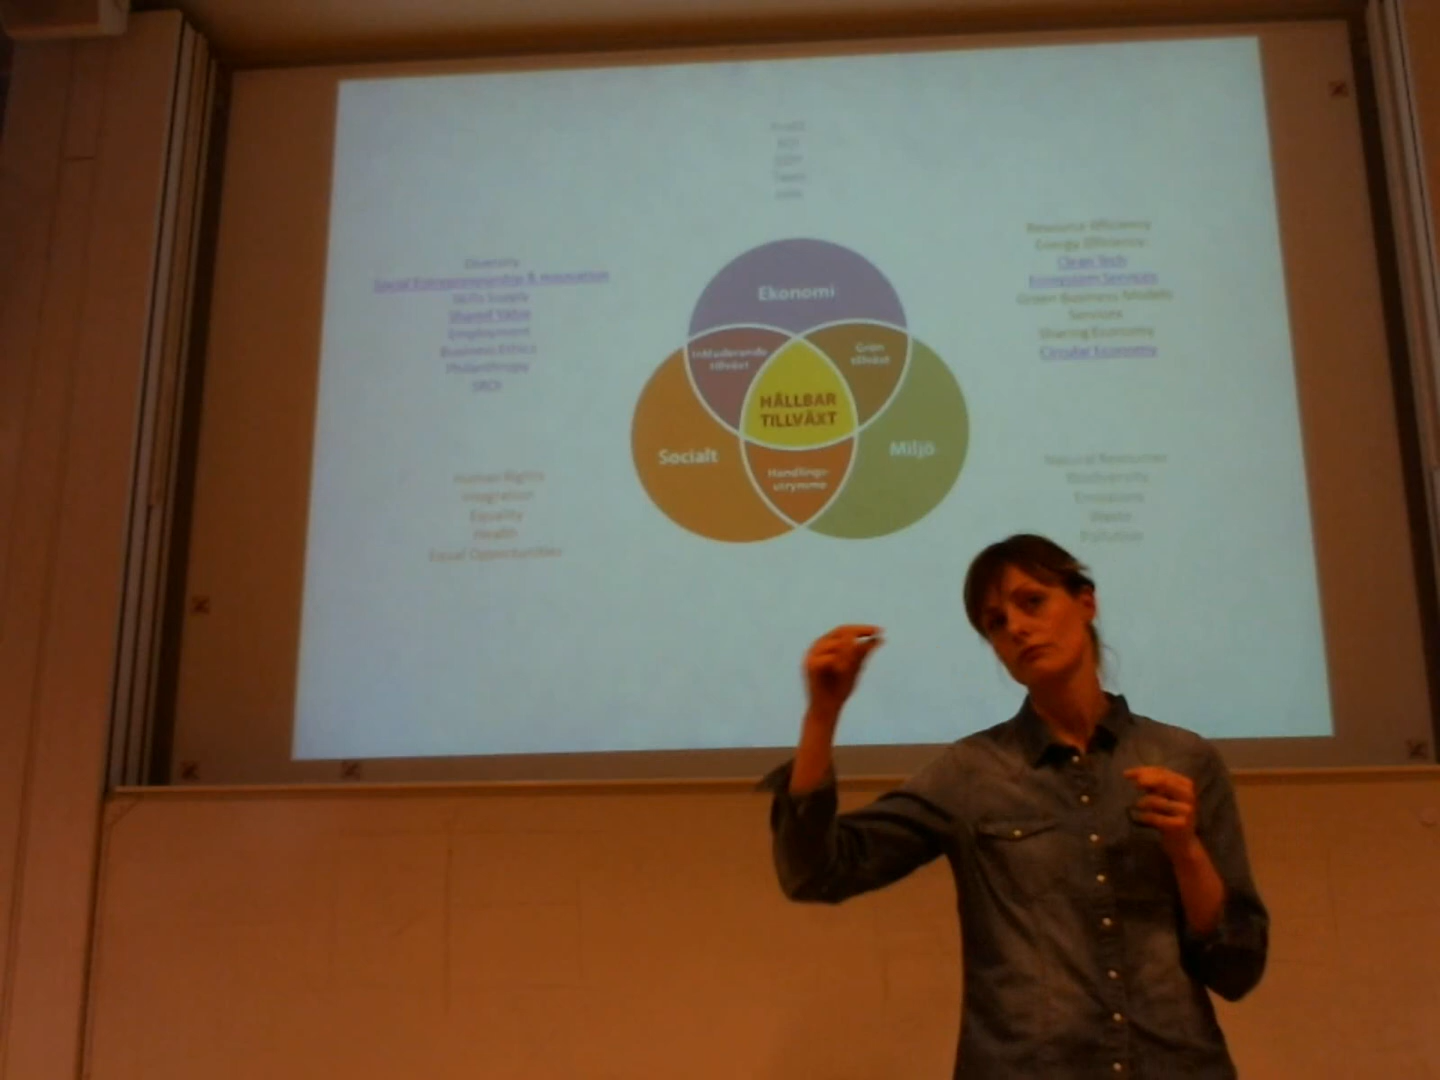 Diversity
Social Entrepreneurship & Innovation
Skills Supply
Shared Value
Employment
Business Ethics
Philanthropy
SROI
Human Rights
Integration
Equality
Health
Equal Opportunities
Ekonomi
Inkluderande
tillväxt
Grön
tillväxt
HÅLLBAR
TILLVÄXT
Socialt
Miljö
Handlings-
utrymme
Resource Efficiency
Energy Efficiency
Clean Tech
Ecosystem Services
Green Business Models
Services
Sharing Economy
Circular Economy
Natural Resources
Biodiversity
Emissions
Waste
Pollution